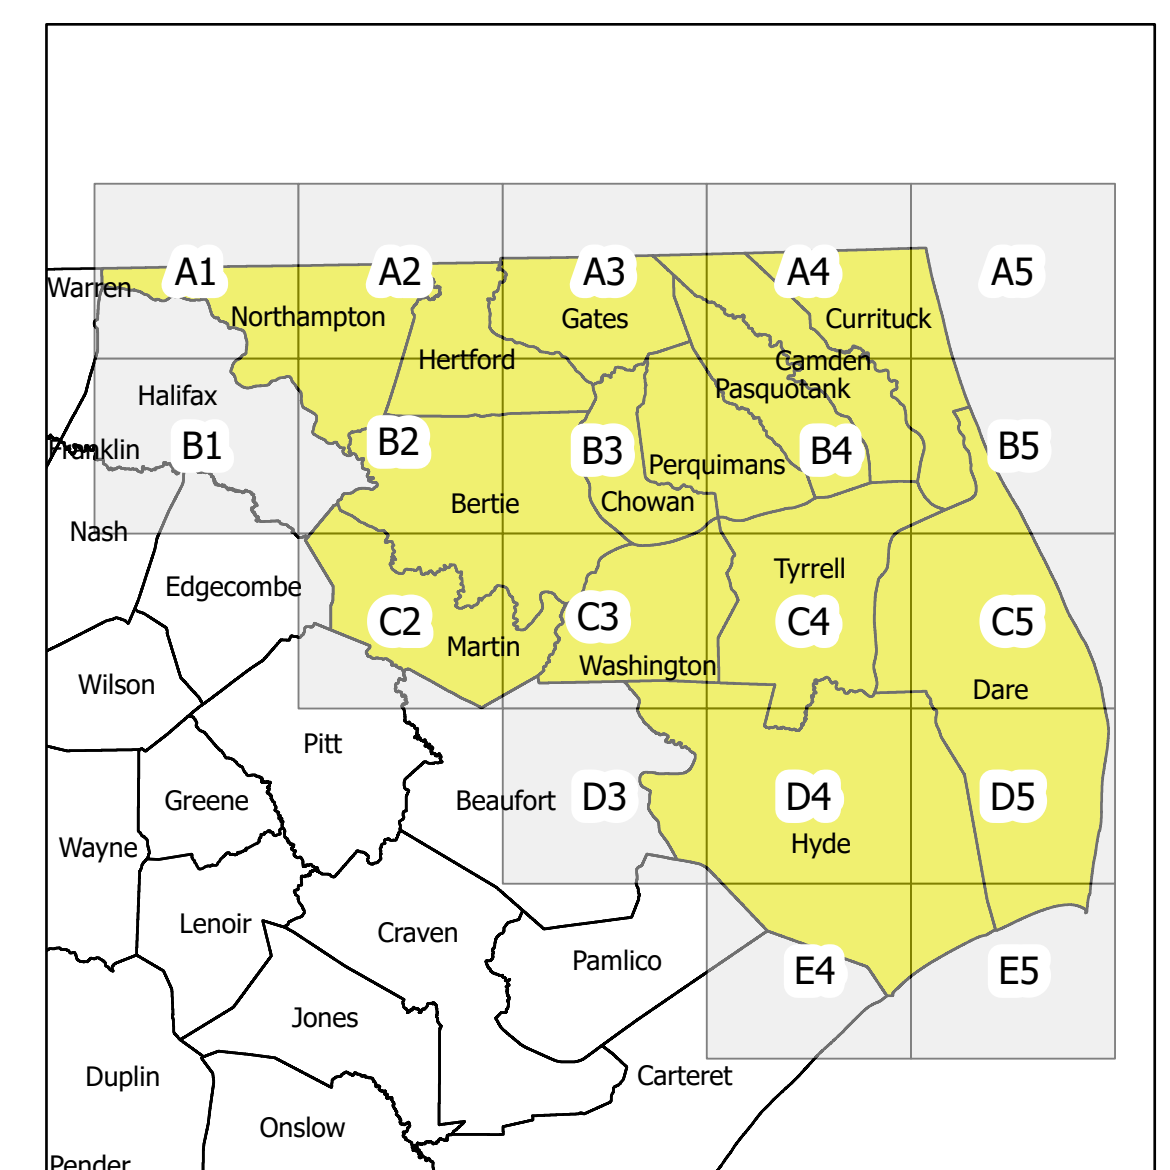 A1
A2
A3
A4
A5
Warren
Northampton
Gates
Currituck
Hertford
Camden
Halifax
Pasquotank
Franklin
B1
B2
B3
B4
B5
Perquimans
Bertie
Chowan
Nash
Edgecombe
Tyrrell
C2
C3
C4
C5
Martin
Washington
Wilson
Dare
Pitt
Greene
Beaufort
D3
D4
D5
Wayne
Hyde
Lenoir
Craven
Pamlico
E4
E5
Jones
Duplin
Carteret
Onslow
Pender